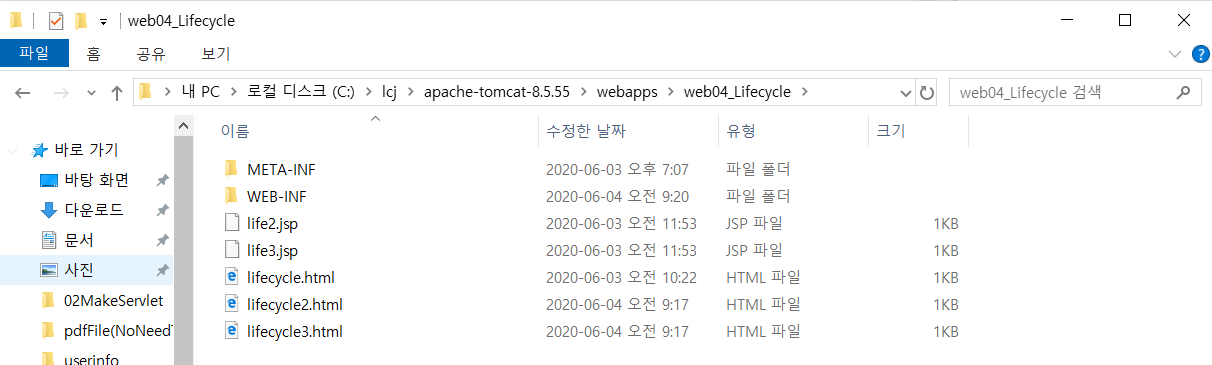 web04_Lifecycle
파일 홈 공유 보기
내 PC 로컬 디스크 (C:) lcj apache-tomcat-8.5.55 webapps web04_Lifecycle
web04_Lifecycle 검색
이름 수정한 날짜 유형 크기
바로 가기
바탕 화면
다운로드
문서
사진
02MakeServlet
pdfFile(NoNeedT
userinfo
META-INF 2020-06-03 오후 7:07 파일 폴더
WEB-INF 2020-06-04 오전 9:20 파일 폴더
life2.jsp 2020-06-03 오전 11:53 JSP 파일 1KB
life3.jsp 2020-06-03 오전 11:53 JSP 파일 1KB
lifecycle.html 2020-06-03 오전 10:22 HTML 파일 1KB
lifecycle2.html 2020-06-04 오전 9:17 HTML 파일 1KB
lifecycle3.html 2020-06-04 오전 9:17 HTML 파일 1KB